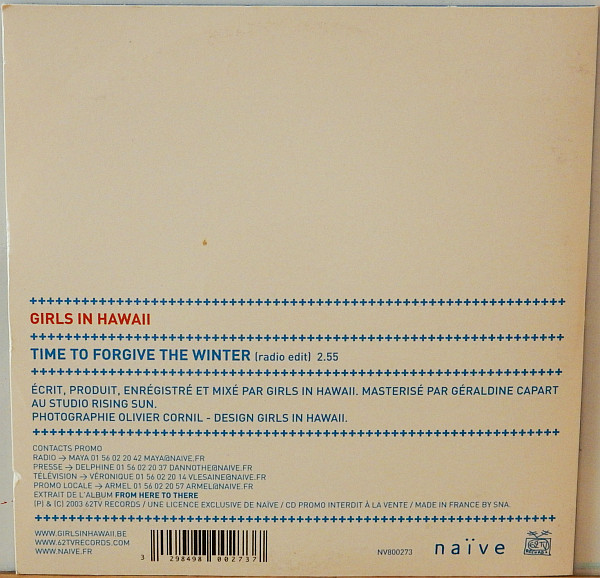 GIRLS IN HAWAII
TIME TO FORGIVE THE WINTER (radio edit) 2.55
ÉCRIT, PRODUIT, ENRÉGISTRÉ ET MIXÉ PAR GIRLS IN HAWAII. MASTERISÉ PAR GÉRALDINE CAPART
AU STUDIO RISING SUN.
PHOTOGRAPHIE OLIVIER CORNIL - DESIGN GIRLS IN HAWAII.
CONTACTS PROMO
RADIO -> MAYA 01 56 02 20 42 MAYA@NAIVE.FR
PRESSE -> DELPHINE 01 56 02 20 37 DANNOTHE@NAIVE.FR
TÉLÉVISION -> VÉRONIQUE 01 56 02 20 14 VLESAINE@NAIVE.FR
PROMO LOCALE -> ARMEL 01 56 02 20 57 ARMEL@NAIVE.FR
EXTRAIT DE L'ALBUM FROM HERE TO THERE
(P) & (C) 2003 62TV RECORDS / UNE LICENCE EXCLUSIVE DE NAÏVE / CD PROMO INTERDIT À LA VENTE / MADE IN FRANCE BY SNA.
WWW.GIRLSINHAWAII.BE
WWW.62TVRECORDS.COM
WWW.NAIVE.FR
3 298498 002737
NV800273
naïve